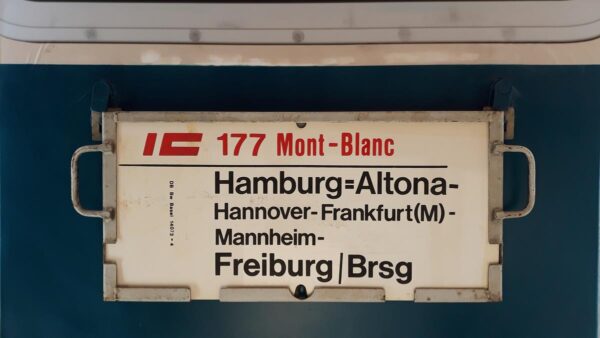 IC 177 Mont-Blanc
Hamburg=Altona-
Hannover-Frankfurt(M)-
Mannheim-
Freiburg/Brsg